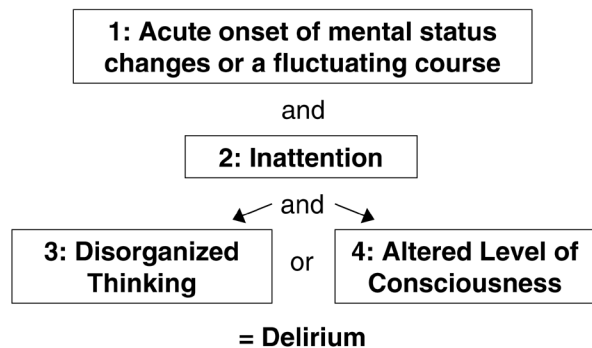 1: Acute onset of mental status
changes or a fluctuating course
and
2: Inattention
and
3: Disorganized
Thinking
or
4: Altered Level of
Consciousness
= Delirium